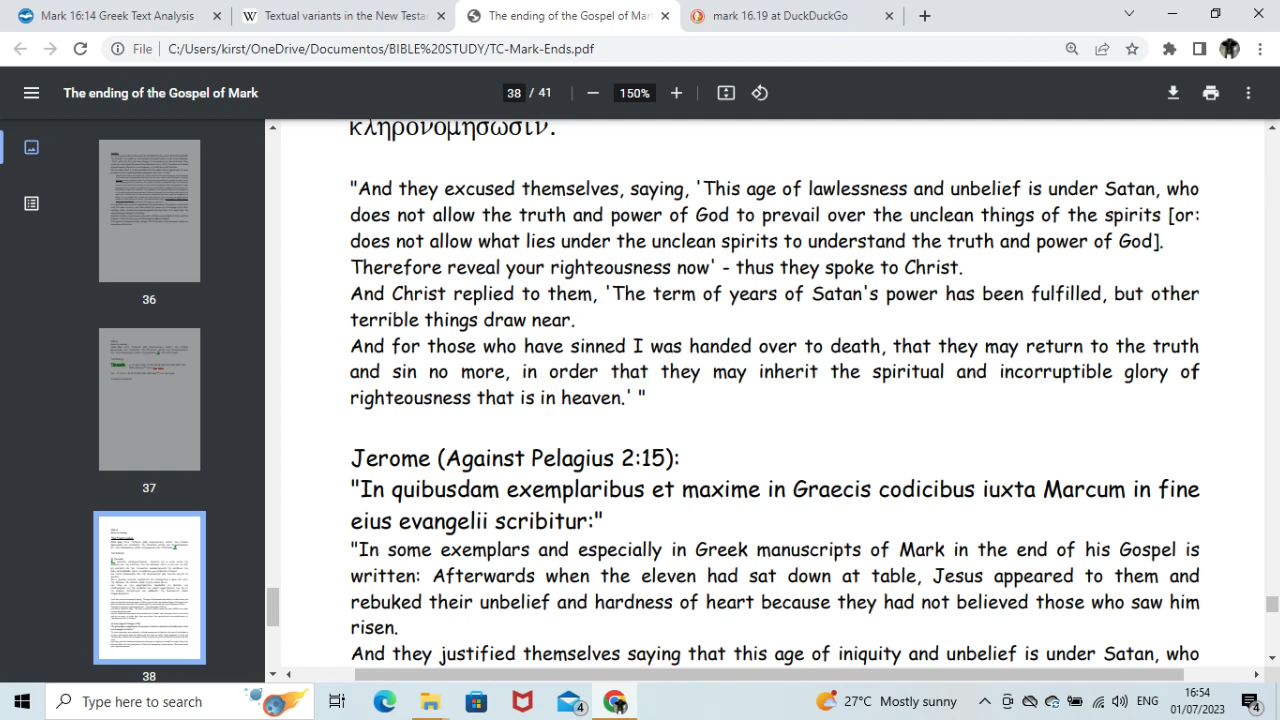 Mark 16:14 Greek Text Analysis
Textual variants in the New Testa
The ending of the Gospel of Mar
mark 16.19 at DuckDuckGo
File C:/Users/kirst/OneDrive/Documentos/BIBLE%20STUDY/TC-Mark-Ends.pdf
The ending of the Gospel of Mark
38 / 41
150%
36
37
38
κληρονομήσωσιν.
"And they excused themselves, saying, 'This age of lawlessness and unbelief is under Satan, who
does not allow the truth and power of God to prevail over the unclean things of the spirits [or:
does not allow what lies under the unclean spirits to understand the truth and power of God].
Therefore reveal your righteousness now' - thus they spoke to Christ.
And Christ replied to them, 'The term of years of Satan's power has been fulfilled, but other
terrible things draw near.
And for those who have sinned I was handed over to death, that they may return to the truth
and sin no more, in order that they may inherit the spiritual and incorruptible glory of
righteousness that is in heaven.' "
Jerome (Against Pelagius 2:15):
"In quibusdam exemplaribus et maxime in Graecis codicibus iuxta Marcum in fine
eius evangelii scribitur:"
"In some exemplars and especially in Greek manuscripts of Mark in the end of his Gospel is
written: Afterwards when the eleven had sat down at table, Jesus appeared to them and
rebuked their unbelief and hardness of heart because they had not believed those who saw him
risen.
And they justified themselves saying that this age of iniquity and unbelief is under Satan, who
Type here to search
4
27°C Mostly sunny
ENG
16:54
01/07/2023
4